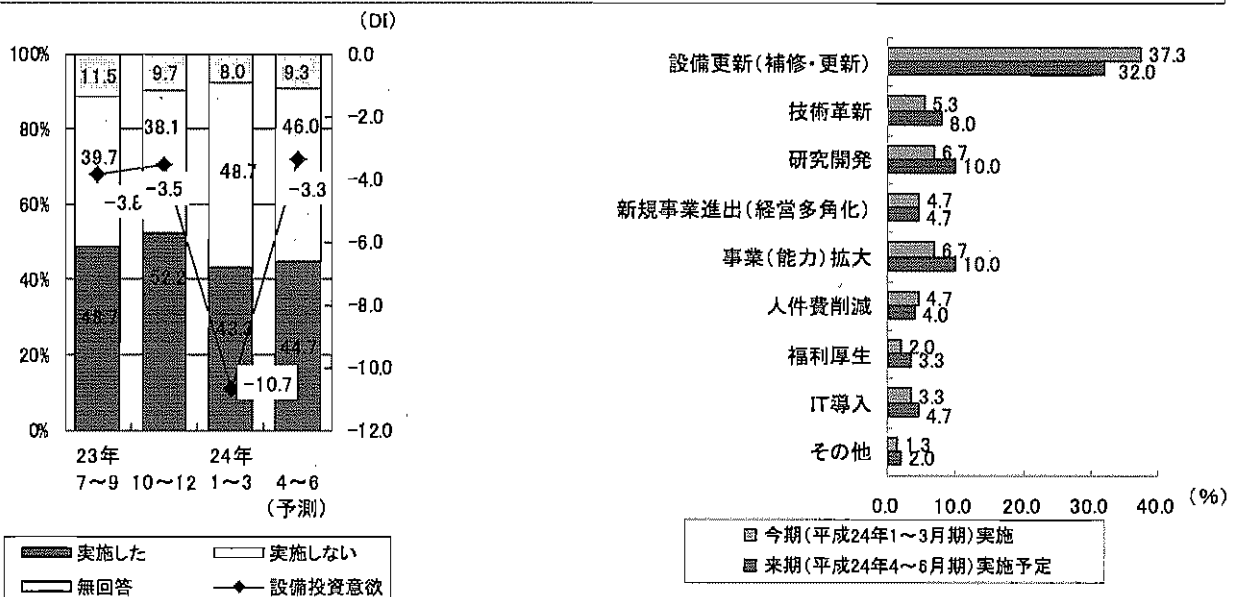 (DI)
100%
80%
60%
40%
20%
0%
11.5
9.7
8.0
9.3
39.7
38.1
48.7
46.0
48.7
52.2
43.3
44.7
-3.8
-3.5
-10.7
-3.3
0.0
-2.0
-4.0
-6.0
-8.0
-10.0
-12.0
23年
24年
7～9
10～12
1～3
4～6
(予測)
実施した
実施しない
無回答
設備投資意欲
設備更新(補修・更新)
37.3
32.0
技術革新
5.3
8.0
研究開発
6.7
10.0
新規事業進出(経営多角化)
4.7
4.7
事業(能力)拡大
6.7
10.0
人件費削減
4.7
4.0
福利厚生
2.0
3.3
IT導入
3.3
4.7
その他
1.3
2.0
0.0 10.0 20.0 30.0 40.0 (%)
今期(平成24年1～3月期)実施
来期(平成24年4～6月期)実施予定